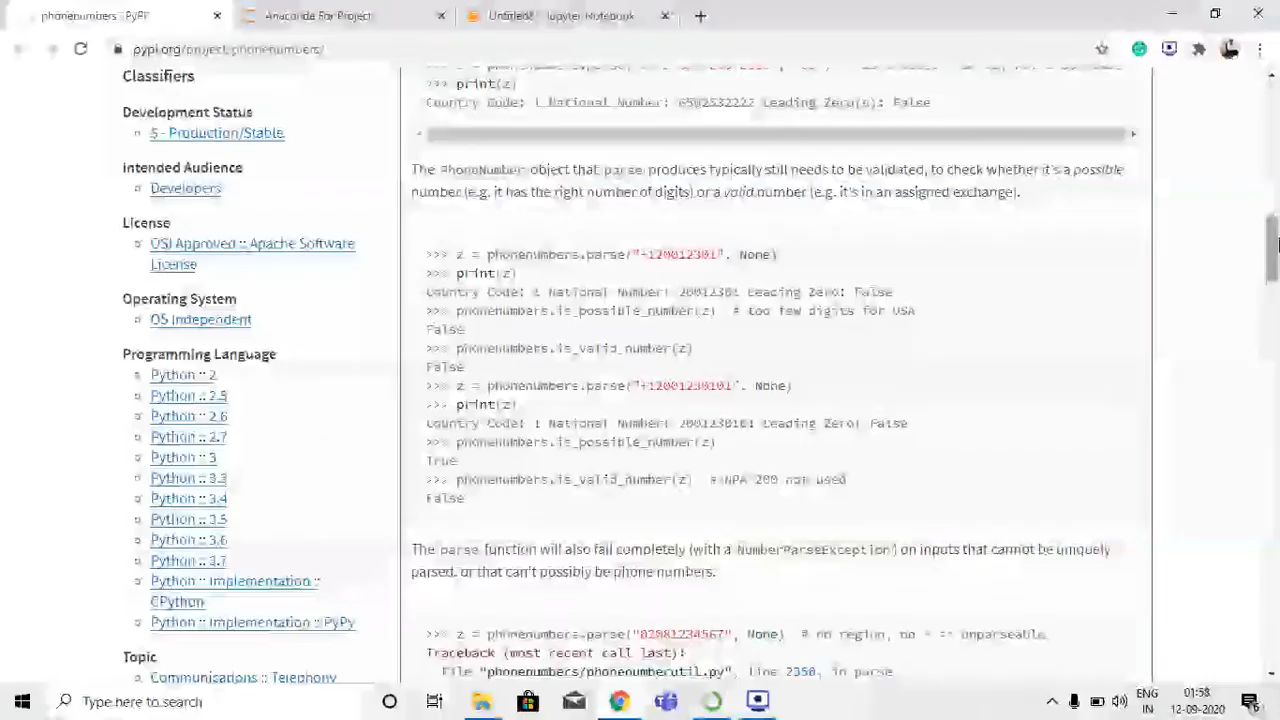 phonenumbers · PyPI
Anaconda For Project
Untitled - Jupyter Notebook
pypi.org/project/phonenumbers/
Classifiers
Development Status
5 - Production/Stable
Intended Audience
Developers
License
OSI Approved :: Apache Software
License
Operating System
OS Independent
Programming Language
Python :: 2
Python :: 2.5
Python :: 2.6
Python :: 2.7
Python :: 3
Python :: 3.3
Python :: 3.4
Python :: 3.5
Python :: 3.6
Python :: 3.7
Python :: Implementation ::
CPython
Python :: Implementation :: PyPy
Topic
Communications :: Telephony
>>> print(z)
Country Code: 1 National Number: 6502532222 Leading Zero(s): False
The PhoneNumber object that parse produces typically still needs to be validated, to check whether it's a possible
number (e.g. it has the right number of digits) or a valid number (e.g. it's in an assigned exchange).
>>> z = phonenumbers.parse("+120012301", None)
>>> print(z)
Country Code: 1 National Number: 20012301 Leading Zero: False
>>> phonenumbers.is_possible_number(z)  # too few digits for USA
False
>>> phonenumbers.is_valid_number(z)
False
>>> z = phonenumbers.parse("+12001230101", None)
>>> print(z)
Country Code: 1 National Number: 2001230101 Leading Zero: False
>>> phonenumbers.is_possible_number(z)
True
>>> phonenumbers.is_valid_number(z)  # NPA 200 not used
False
The parse function will also fail completely (with a NumberParseException) on inputs that cannot be uniquely
parsed, or that can't possibly be phone numbers.
>>> z = phonenumbers.parse("02081234567", None)  # no region, no + => unparseable
Traceback (most recent call last):
File "phonenumbers/phonenumberutil.py", line 2350, in parse
Type here to search
ENG
IN
01:58
12-09-2020
6